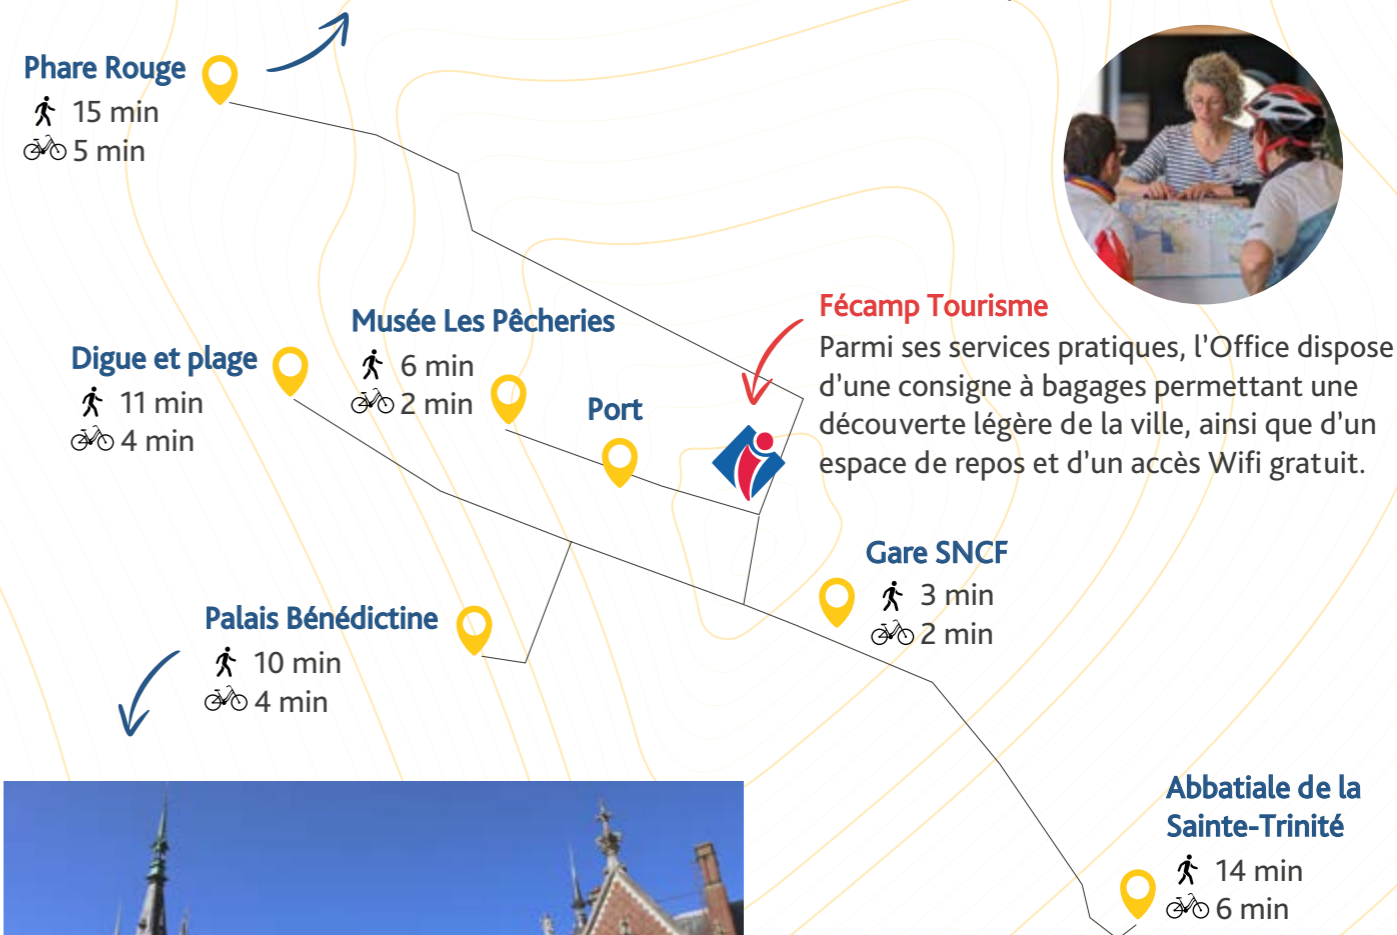 Phare Rouge
15 min
5 min
Musée Les Pêcheries
6 min
2 min
Digue et plage
11 min
4 min
Port
Fécamp Tourisme
Parmi ses services pratiques, l’Office dispose
d’une consigne à bagages permettant une
découverte légère de la ville, ainsi que d’un
espace de repos et d’un accès Wifi gratuit.
Gare SNCF
3 min
2 min
Palais Bénédictine
10 min
4 min
Abbatiale de la
Sainte-Trinité
14 min
6 min